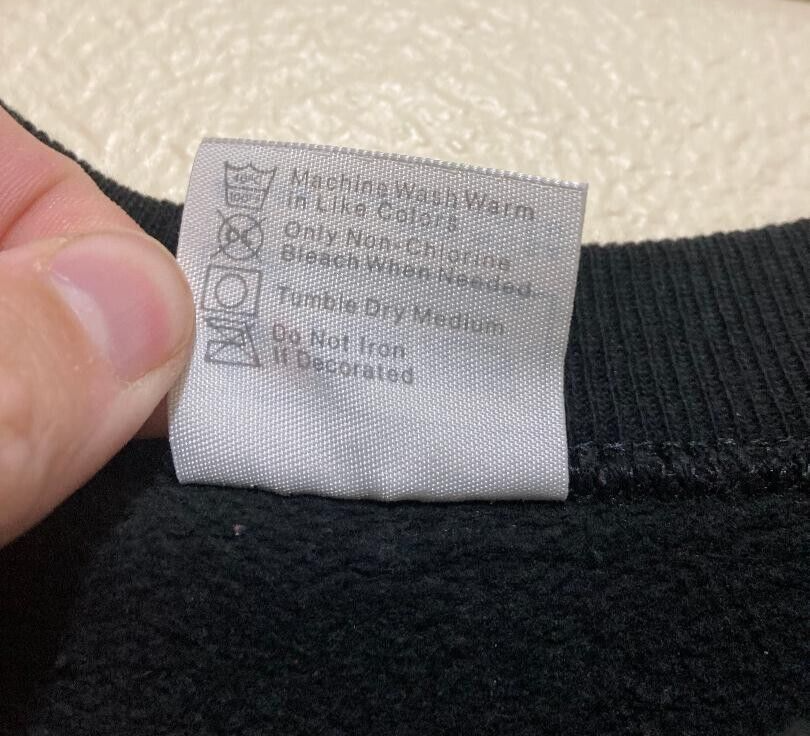 Machine Wash Warm
in Like Colors
Only Non-Chlorine
Bleach When Needed.
Tumble Dry Medium
Do Not Iron
If Decorated